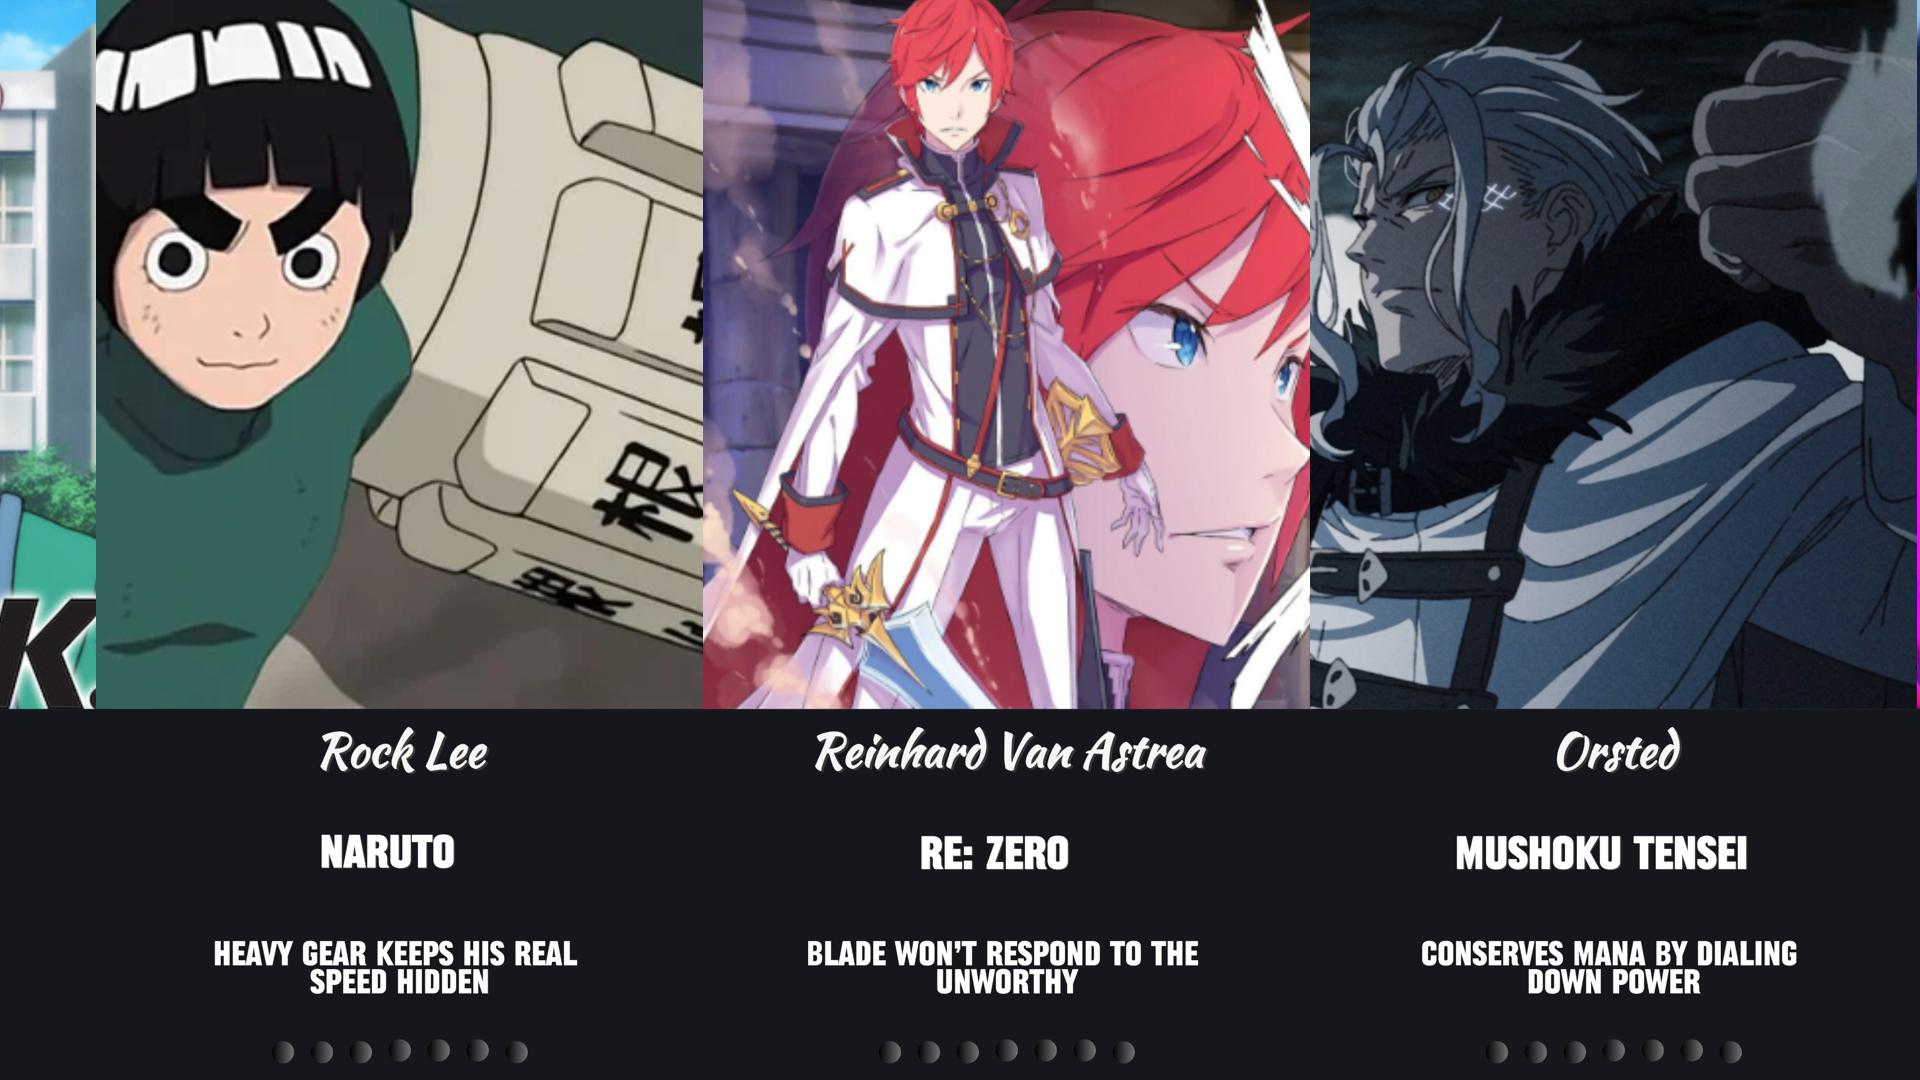 K.
根
Rock Lee
Reinhard Van Astrea
Orsted
NARUTO
RE: ZERO
MUSHOKU TENSEI
HEAVY GEAR KEEPS HIS REAL
SPEED HIDDEN
BLADE WON'T RESPOND TO THE
UNWORTHY
CONSERVES MANA BY DIALING
DOWN POWER